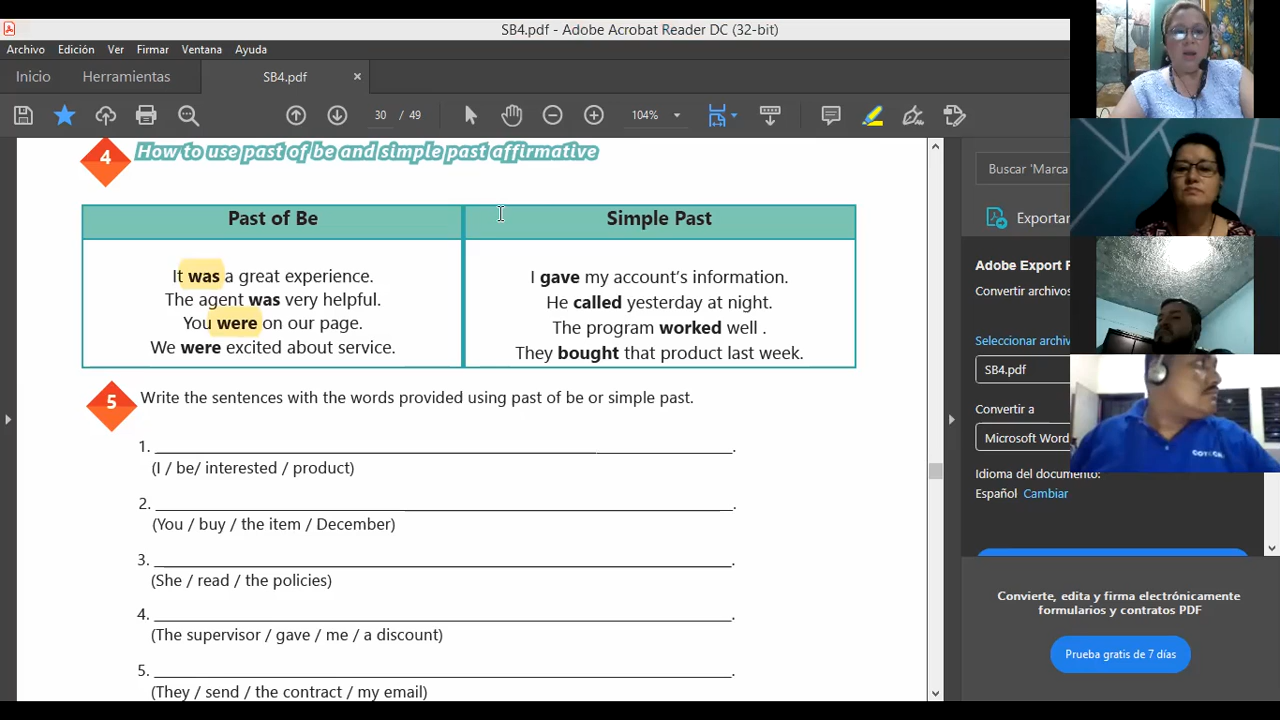 SB4.pdf - Adobe Acrobat Reader DC (32-bit)
Archivo Edición Ver Firmar Ventana Ayuda
Inicio Herramientas SB4.pdf ×
30 / 49 104%
4 How to use past of be and simple past affirmative
Past of Be
It was a great experience.
The agent was very helpful.
You were on our page.
We were excited about service.
Simple Past
I gave my account's information.
He called yesterday at night.
The program worked well .
They bought that product last week.
5 Write the sentences with the words provided using past of be or simple past.
1. ______.
(I / be/ interested / product)
2. ______.
(You / buy / the item / December)
3. ______.
(She / read / the policies)
4. ______.
(The supervisor / gave / me / a discount)
5. ______.
(They / send / the contract / my email)
Buscar 'Marca
Exportar
Adobe Export
Convertir archivos
Seleccionar archivo
SB4.pdf
Convertir a
Microsoft Word
Idioma del documento:
Español Cambiar
Convierte, edita y firma electrónicamente
formularios y contratos PDF
Prueba gratis de 7 días